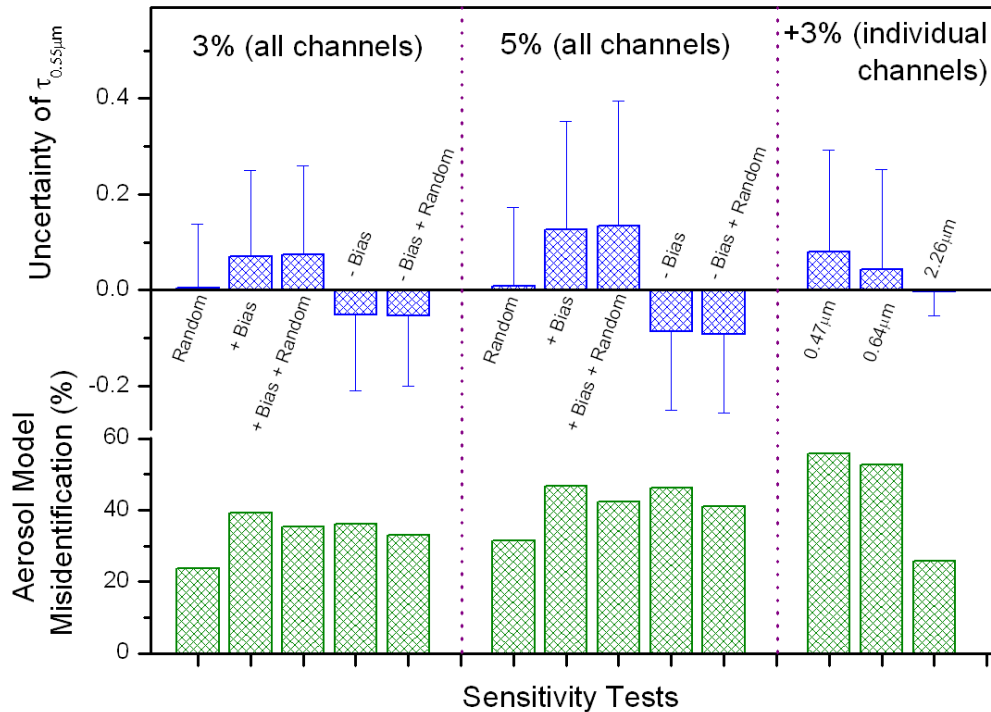 3% (all channels)
5% (all channels)
+3% (individual
channels)
Uncertainty of τ0.55μm
0.4
0.2
0.0
-0.2
Random
+ Bias
+ Bias + Random
- Bias
- Bias + Random
Random
+ Bias
+ Bias + Random
- Bias
- Bias + Random
0.47μm
0.64μm
2.26μm
Aerosol Model
Misidentification (%)
60
40
20
0
Sensitivity Tests